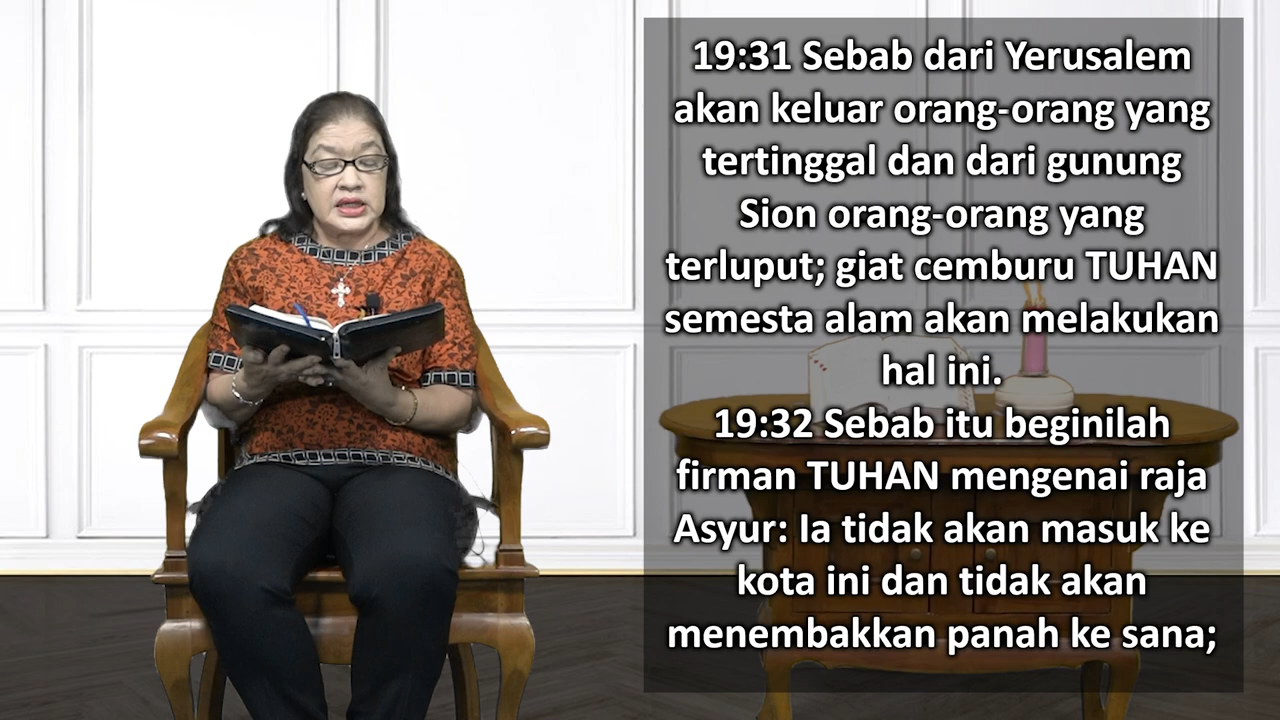 19:31 Sebab dari Yerusalem
akan keluar orang-orang yang
tertinggal dan dari gunung
Sion orang-orang yang
terluput; giat cemburu TUHAN
semesta alam akan melakukan
hal ini.
19:32 Sebab itu beginilah
firman TUHAN mengenai raja
Asyur: Ia tidak akan masuk ke
kota ini dan tidak akan
menembakkan panah ke sana;